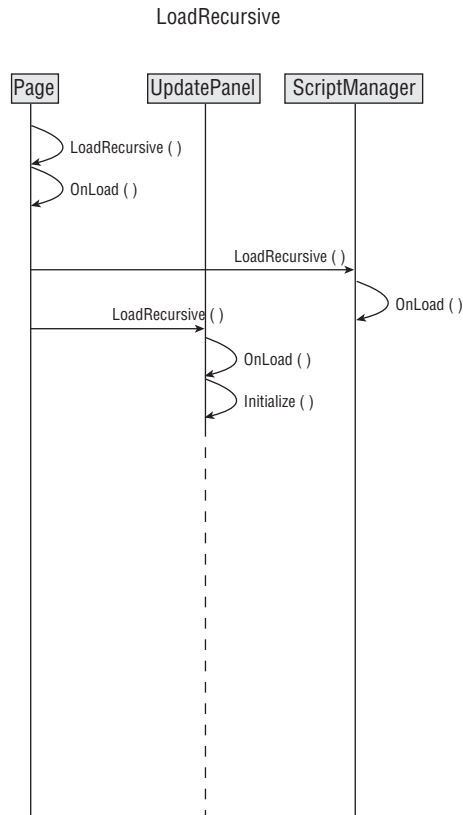 LoadRecursive
Page
UpdatePanel
ScriptManager
LoadRecursive ( )
OnLoad ( )
LoadRecursive ( )
OnLoad ( )
LoadRecursive ( )
OnLoad ( )
Initialize ( )